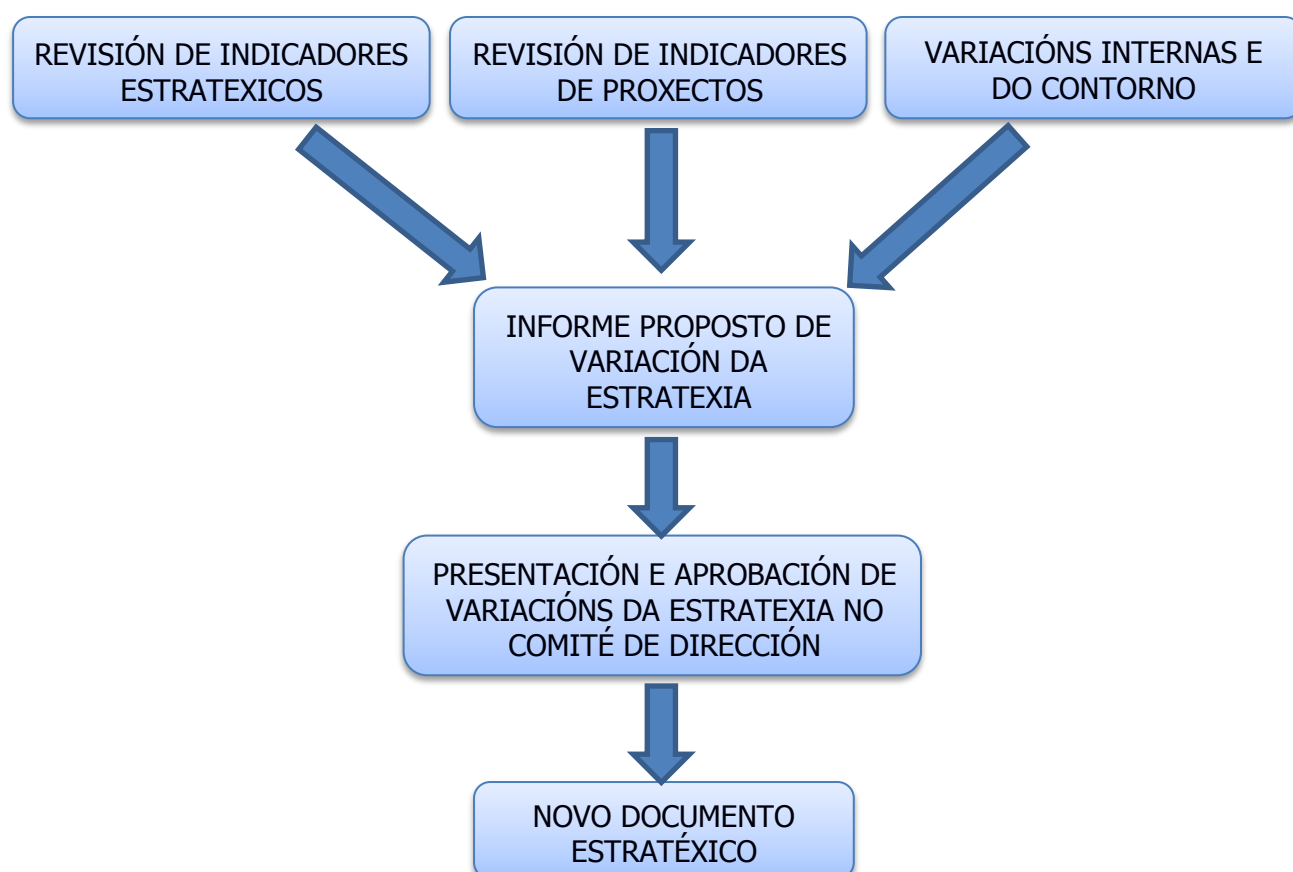 REVISIÓN DE INDICADORES
ESTRATEXICOS
REVISIÓN DE INDICADORES
DE PROXECTOS
VARIACIÓNS INTERNAS E
DO CONTORNO
INFORME PROPOSTO DE
VARIACIÓN DA
ESTRATEXIA
PRESENTACIÓN E APROBACIÓN DE
VARIACIÓNS DA ESTRATEXIA NO
COMITÉ DE DIRECCIÓN
NOVO DOCUMENTO
ESTRATÉXICO